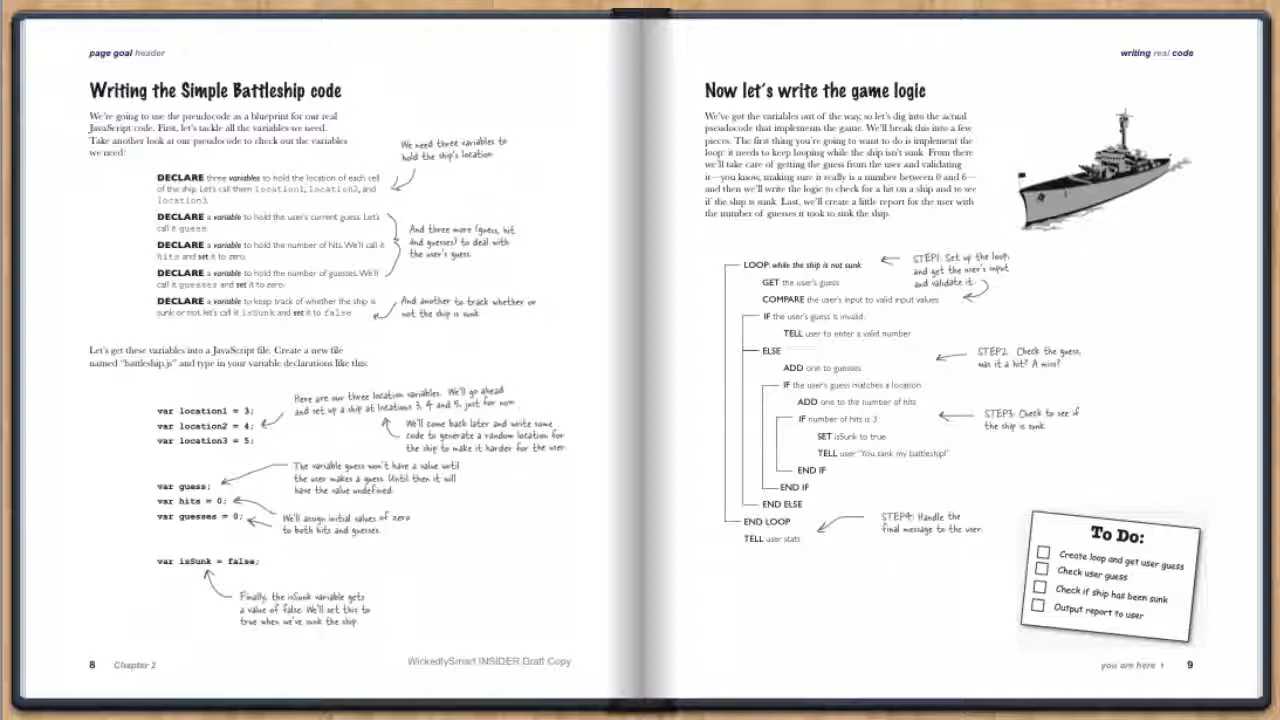 page goal header
Writing the Simple Battleship code
We're going to use the pseudocode as a blueprint for our real
JavaScript code. First, let's tackle all the variables we need.
Take another look at our pseudocode to check out the variables
we need:
We need three variables to
hold the ship's location.
DECLARE three variables to hold the location of each cell
of the ship. Let's call them location1, location2, and
location3.
DECLARE a variable to hold the user's current guess. Let's
call it guess.
DECLARE a variable to hold the number of hits. We'll call it
hits and set it to zero.
DECLARE a variable to hold the number of guesses. We'll
call it guesses and set it to zero.
And three more (guess, hit
and guesses) to deal with
the user's guess.
DECLARE a variable to keep track of whether the ship is
sunk or not. let's call it isSunk and set it to false
And another to track whether or
not the ship is sunk
Let's get these variables into a JavaScript file. Create a new file
named "battleship.js" and type in your variable declarations like this:
var location1 = 3;
var location2 = 4;
var location3 = 5;
Here are our three location variables. We'll go ahead
and set up a ship at locations 3, 4 and 5, just for now.
We'll come back later and write some
code to generate a random location for
the ship to make it harder for the user.
var guess;
var hits = 0;
var guesses = 0;
The variable guess won't have a value until
the user makes a guess. Until then it will
have the value undefined.
We'll assign initial values of zero
to both hits and guesses.
var isSunk = false;
Finally, the isSunk variable gets
a value of false. We'll set this to
true when we've sunk the ship.
8 Chapter 2
WickedlySmart INSIDER Draft Copy
writing real code
Now let's write the game logic
We've got the variables out of the way, so let's dig into the actual
pseudocode that implements the game. We'll break this into a few
pieces. The first thing you're going to want to do is implement the
loop: it needs to keep looping while the ship isn't sunk. From there
we'll take care of getting the guess from the user and validating
it—you know, making sure it really is a number between 0 and 6—
and then we'll write the logic to check for a hit on a ship and to see
if the ship is sunk. Last, we'll create a little report for the user with
the number of guesses it took to sink the ship.
LOOP: while the ship is not sunk
GET the user's guess
COMPARE the user's input to valid input values
IF the user's guess is invalid:
TELL user to enter a valid number
ELSE
ADD one to guesses
IF the user's guess matches a location
ADD one to the number of hits
IF number of hits is 3
SET isSunk to true
TELL user "You sank my battleship!"
END IF
END IF
END ELSE
END LOOP
TELL user stats
STEP1: Set up the loop,
and get the user's input
and validate it.
STEP2: Check the guess,
was it a hit? A miss?
STEP3: Check to see if
the ship is sunk.
STEP4: Handle the
final message to the user.
To Do:
Create loop and get user guess
Check user guess
Check if ship has been sunk
Output report to user
you are here 9